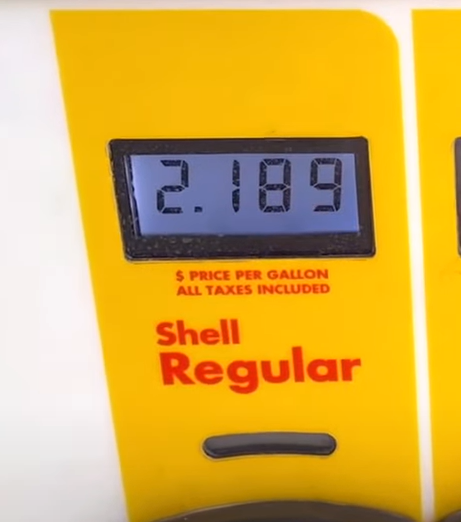 2.189
$ PRICE PER GALLON
ALL TAXES INCLUDED
Shell
Regular